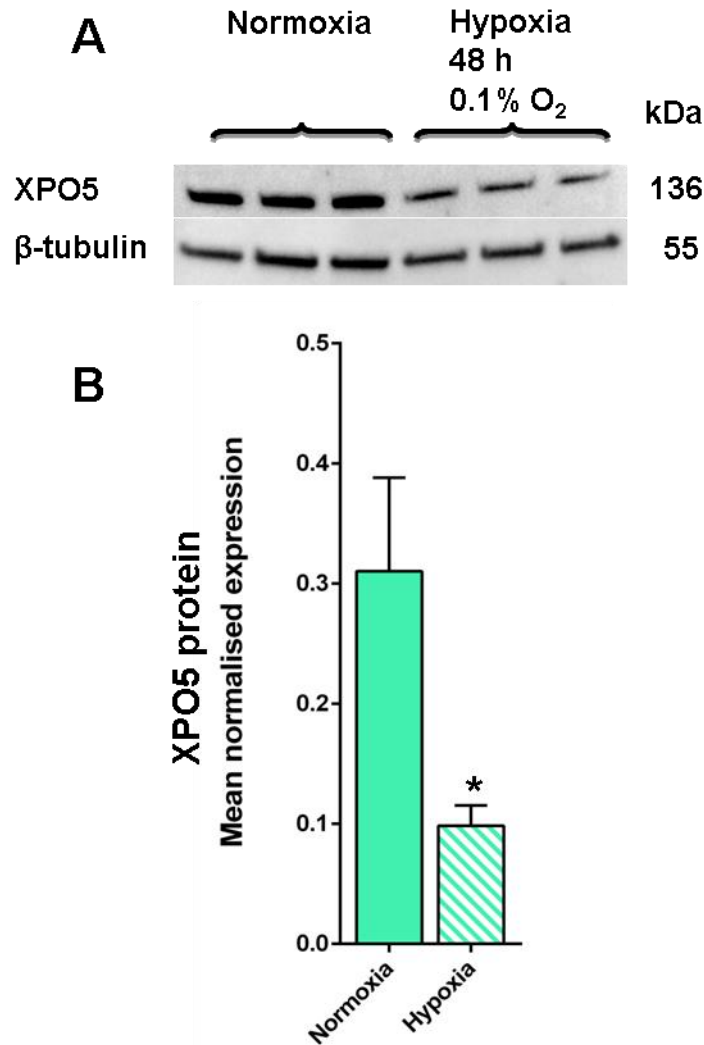 A
Normoxia
Hypoxia
48 h
0.1% O₂
kDa
XPO5
136
β-tubulin
55
B
XPO5 protein
Mean normalised expression
0.5
0.4
0.3
0.2
0.1
0.0
*
Normoxia
Hypoxia